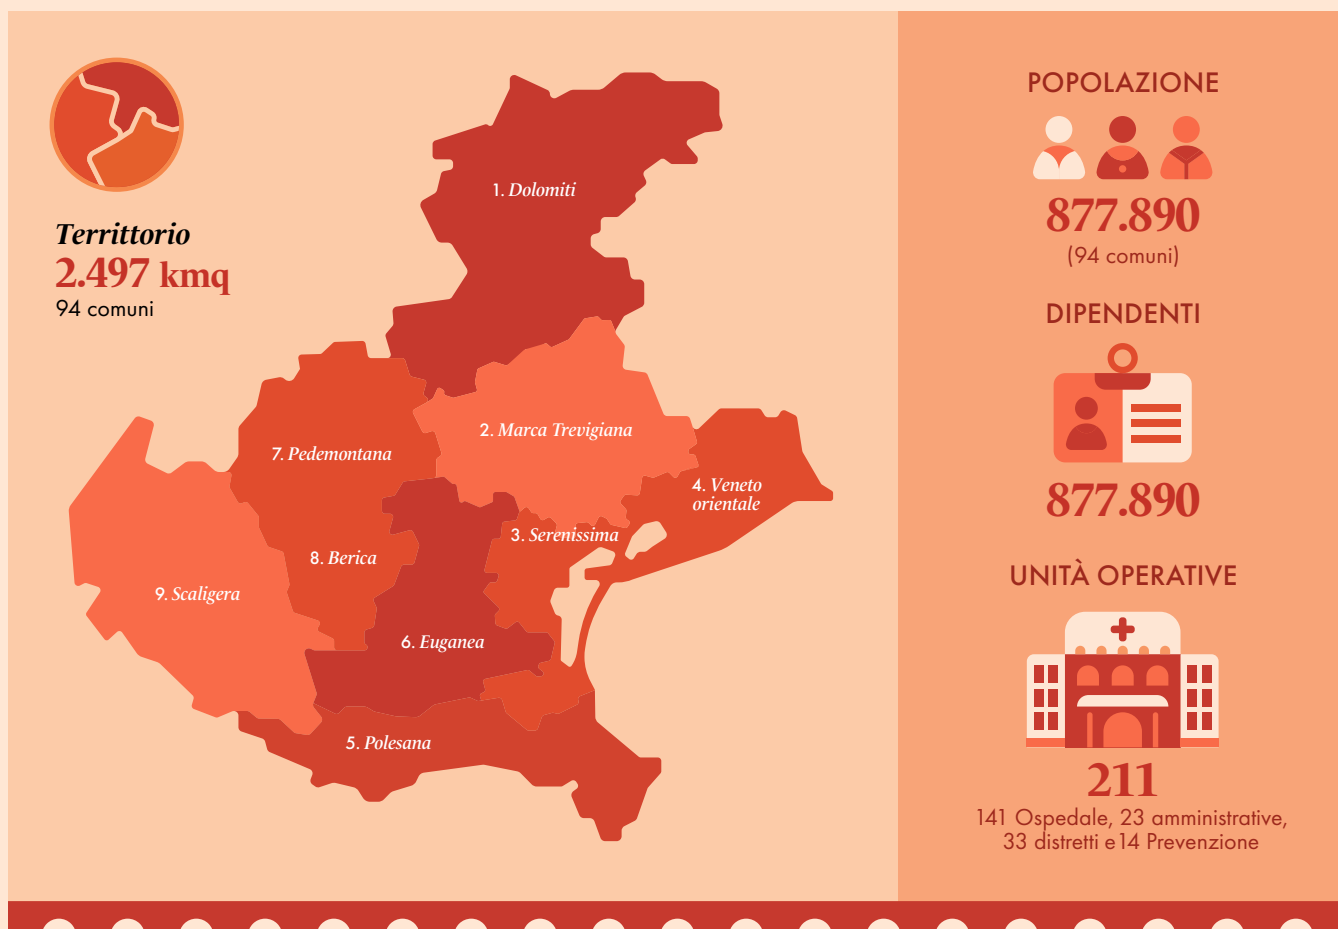 Territtorio
2.497 kmq
94 comuni
1. Dolomiti
2. Marca Trevigiana
7. Pedemontana
4. Veneto
orientale
3. Serenissima
8. Berica
9. Scaligera
6. Euganea
5. Polesana
POPOLAZIONE
877.890
(94 comuni)
DIPENDENTI
877.890
UNITÀ OPERATIVE
211
141 Ospedale, 23 amministrative,
33 distretti e14 Prevenzione